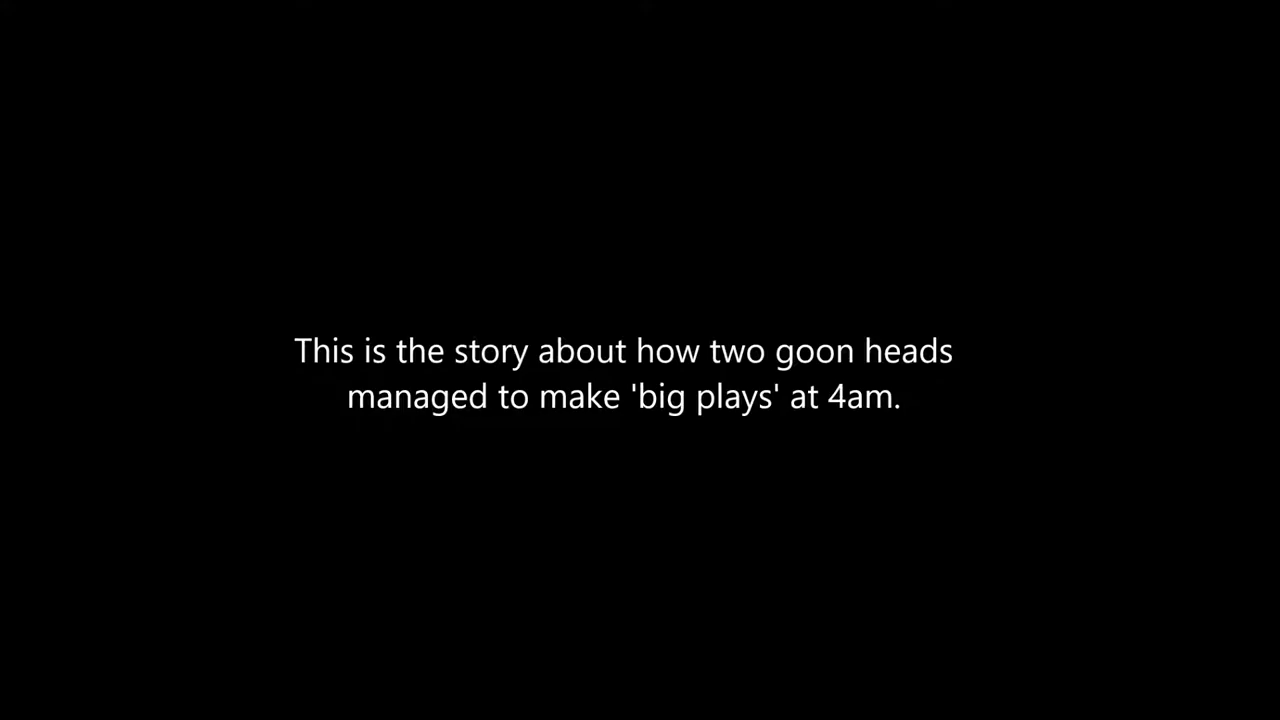 This is the story about how two goon heads
managed to make 'big plays' at 4am.